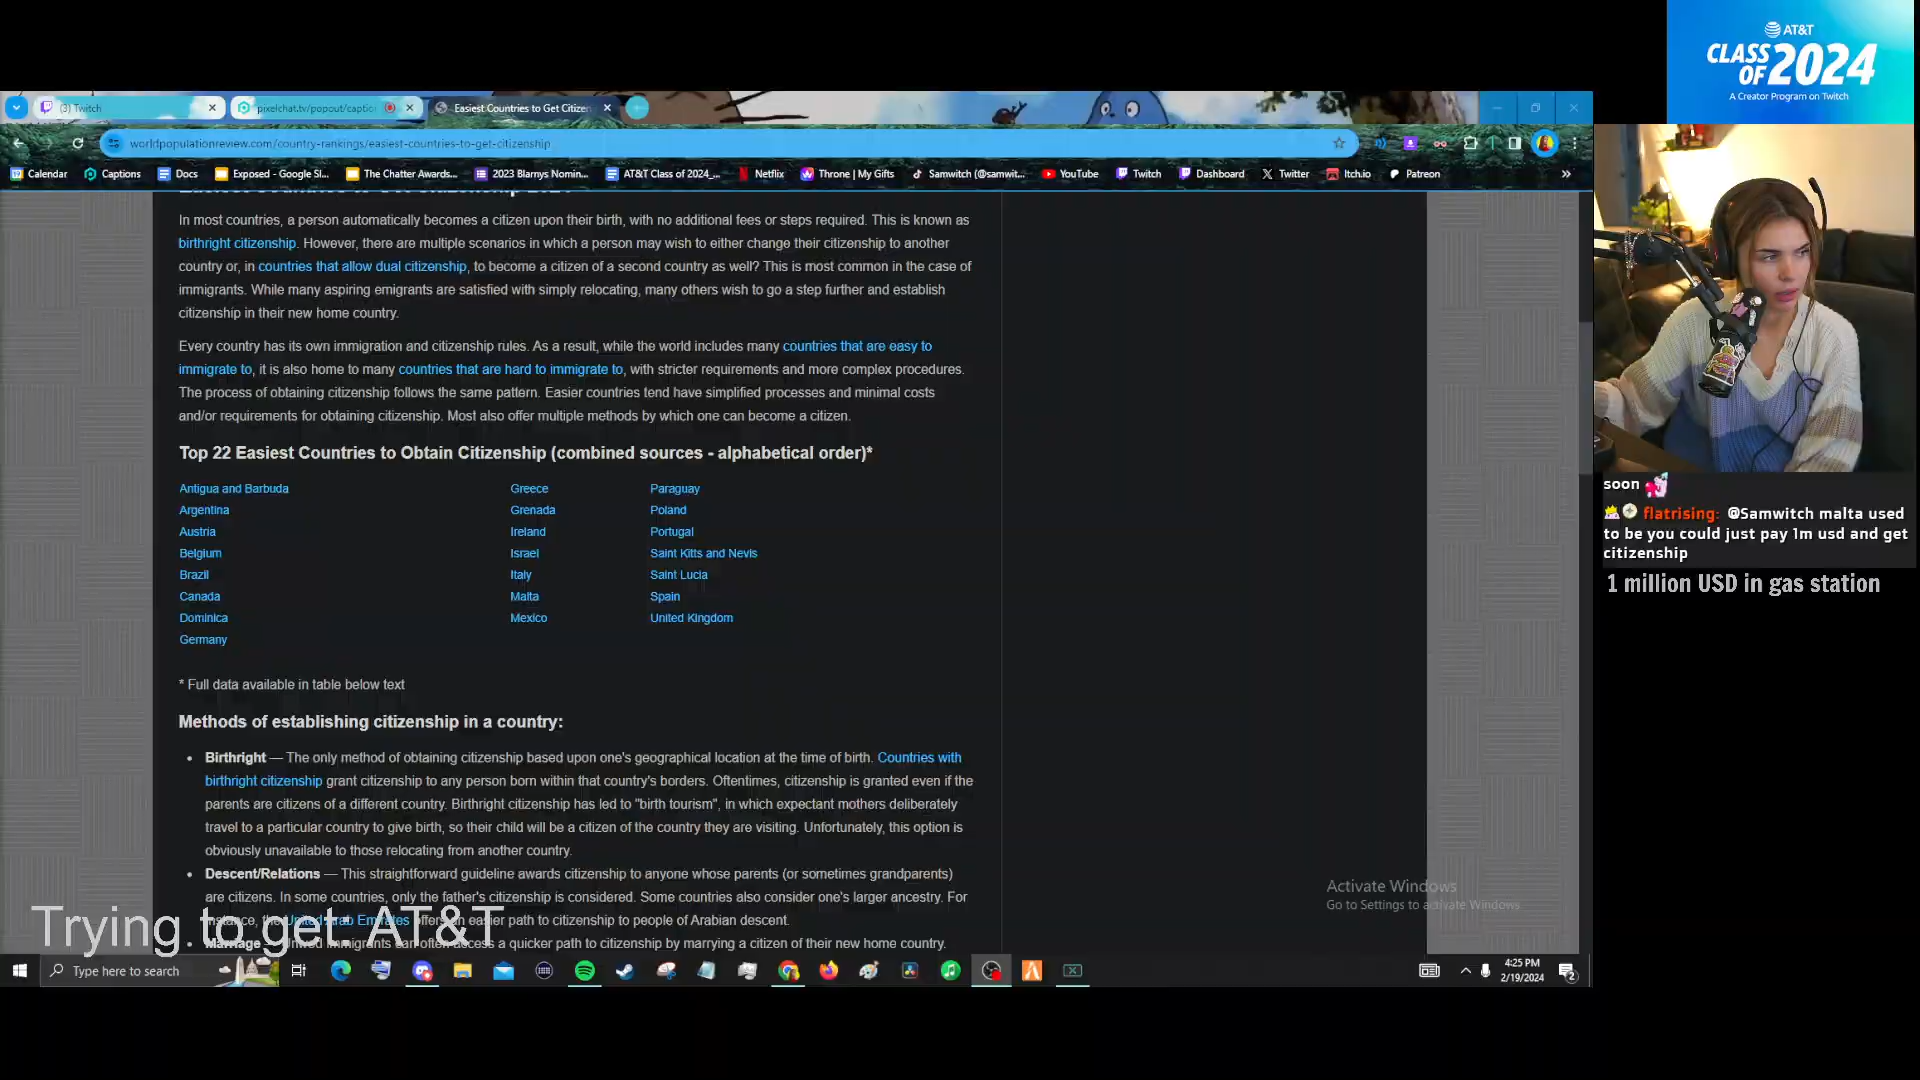 AT&T
CLASS
OF 2024
A Creator Program on Twitch
(3) Twitch
pixelchat.tv/popout/captio
Easiest Countries to Get Citizen
worldpopulationreview.com/country-rankings/easiest-countries-to-get-citizenship
Calendar
Captions
Docs
Exposed - Google Sl...
The Chatter Awards...
2023 Blarnys Nomin...
AT&T Class of 2024_...
Netflix
Throne | My Gifts
Samwitch (@samwit...
YouTube
Twitch
Dashboard
Twitter
Itch.io
Patreon
In most countries, a person automatically becomes a citizen upon their birth, with no additional fees or steps required. This is known as
birthright citizenship. However, there are multiple scenarios in which a person may wish to either change their citizenship to another
country or, in countries that allow dual citizenship, to become a citizen of a second country as well? This is most common in the case of
immigrants. While many aspiring emigrants are satisfied with simply relocating, many others wish to go a step further and establish
citizenship in their new home country.
Every country has its own immigration and citizenship rules. As a result, while the world includes many countries that are easy to
immigrate to, it is also home to many countries that are hard to immigrate to, with stricter requirements and more complex procedures.
The process of obtaining citizenship follows the same pattern. Easier countries tend have simplified processes and minimal costs
and/or requirements for obtaining citizenship. Most also offer multiple methods by which one can become a citizen.
Top 22 Easiest Countries to Obtain Citizenship (combined sources - alphabetical order)*
Antigua and Barbuda
Argentina
Austria
Belgium
Brazil
Canada
Dominica
Germany
Greece
Grenada
Ireland
Israel
Italy
Malta
Mexico
Paraguay
Poland
Portugal
Saint Kitts and Nevis
Saint Lucia
Spain
United Kingdom
* Full data available in table below text
Methods of establishing citizenship in a country:
• Birthright — The only method of obtaining citizenship based upon one's geographical location at the time of birth. Countries with
birthright citizenship grant citizenship to any person born within that country's borders. Oftentimes, citizenship is granted even if the
parents are citizens of a different country. Birthright citizenship has led to "birth tourism", in which expectant mothers deliberately
travel to a particular country to give birth, so their child will be a citizen of the country they are visiting. Unfortunately, this option is
obviously unavailable to those relocating from another country.
• Descent/Relations — This straightforward guideline awards citizenship to anyone whose parents (or sometimes grandparents)
are citizens. In some countries, only the father's citizenship is considered. Some countries also consider one's larger ancestry. For
instance, the United Arab Emirates offers an easier path to citizenship to people of Arabian descent.
Marriage — United immigrants can often access a quicker path to citizenship by marrying a citizen of their new home country.
Trying to get. AT&T
Activate Windows
Go to Settings to activate Windows.
Type here to search
4:25 PM
2/19/2024
2
soon
flatrising: @Samwitch malta used
to be you could just pay 1m usd and get
citizenship
1 million USD in gas station